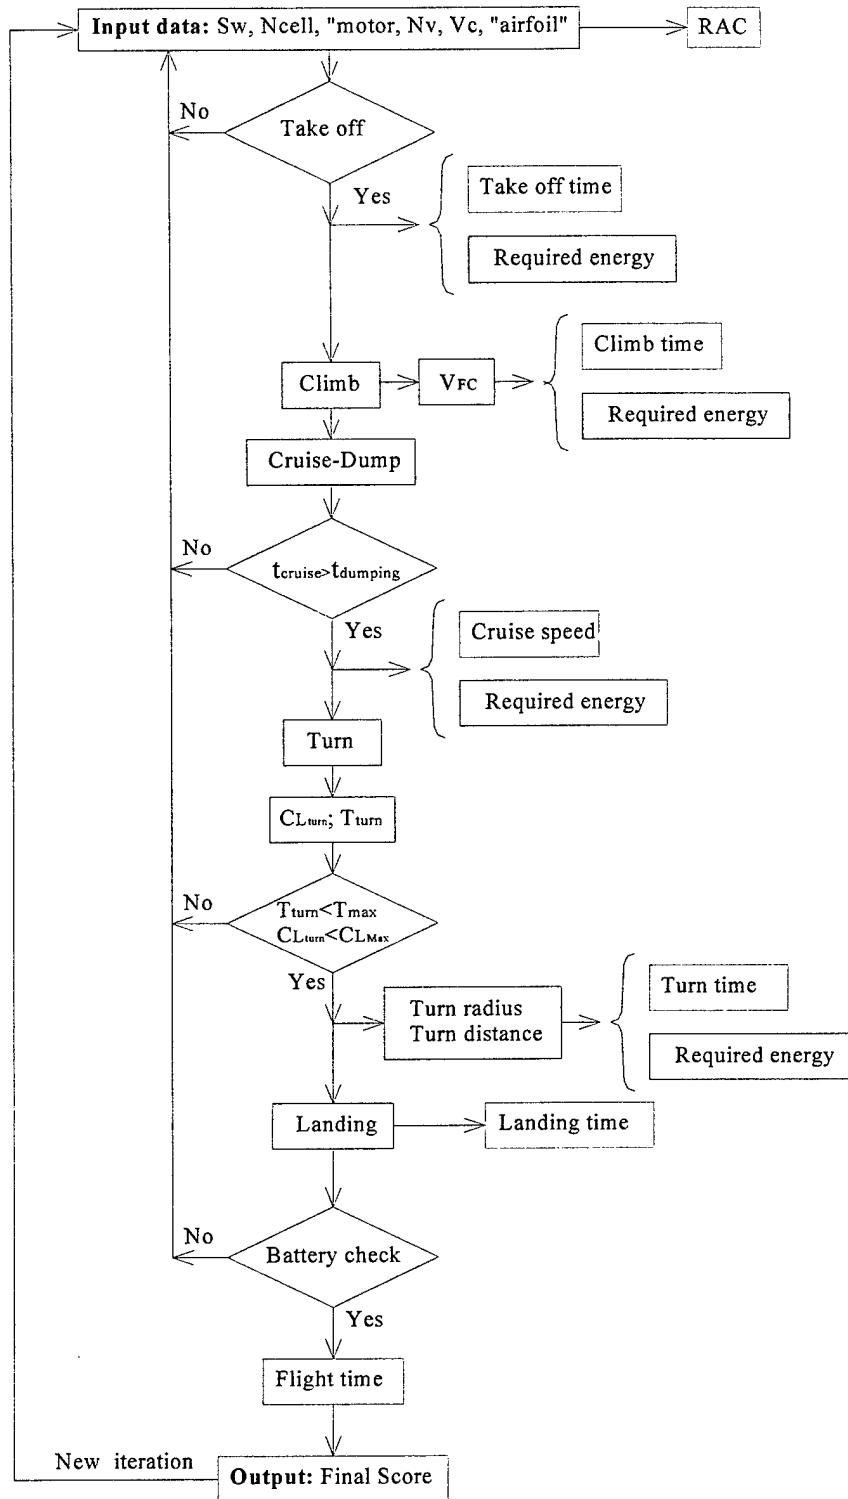 Input data: Sw, Ncell, "motor, Nv, Vc, "airfoil"
RAC
No
Take off
Yes
Take off time
Required energy
Climb
VFC
Climb time
Required energy
Cruise-Dump
No
tcruise>tdumping
Yes
Cruise speed
Required energy
Turn
CLturn; Tturn
No
Tturn<Tmax
CLturn<CLMax
Yes
Turn radius
Turn distance
Turn time
Required energy
Landing
Landing time
No
Battery check
Yes
Flight time
New iteration
Output: Final Score